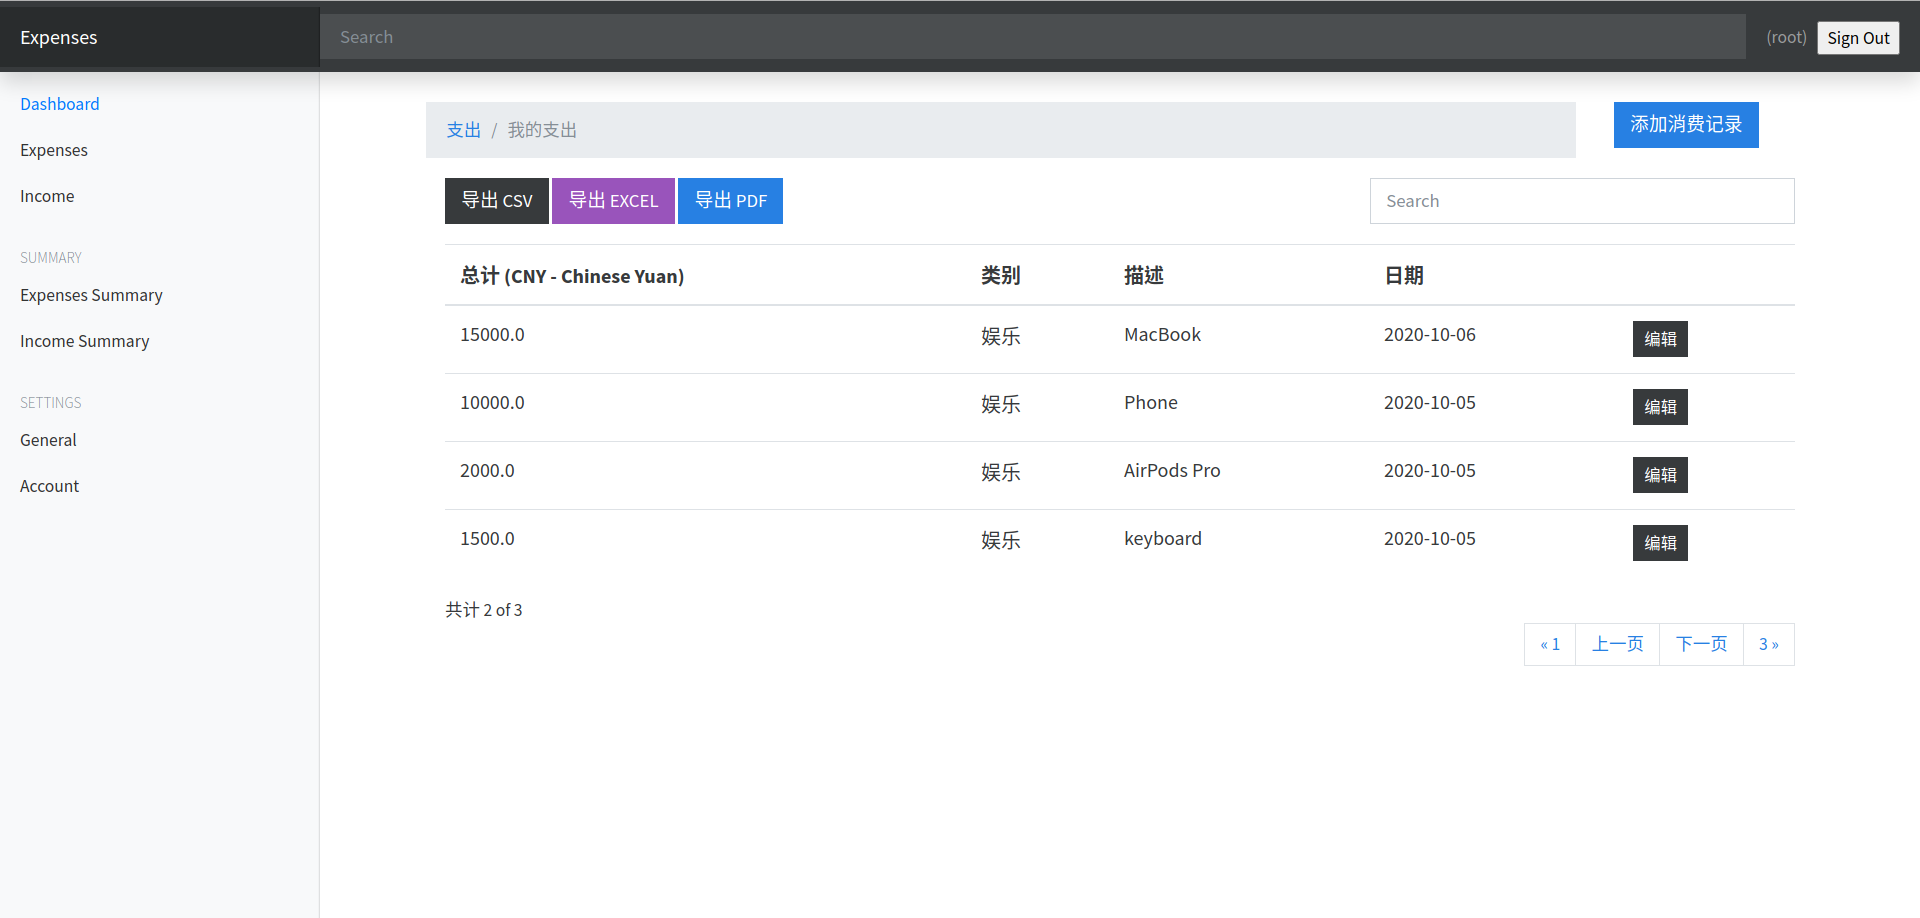 Expenses
Search
(root)
Sign Out
Dashboard
Expenses
Income
SUMMARY
Expenses Summary
Income Summary
SETTINGS
General
Account
支出 / 我的支出
添加消费记录
导出 CSV
导出 EXCEL
导出 PDF
Search
总计 (CNY - Chinese Yuan) 类别 描述 日期
15000.0 娱乐 MacBook 2020-10-06 编辑
10000.0 娱乐 Phone 2020-10-05 编辑
2000.0 娱乐 AirPods Pro 2020-10-05 编辑
1500.0 娱乐 keyboard 2020-10-05 编辑
共计 2 of 3
« 1 上一页 下一页 3 »